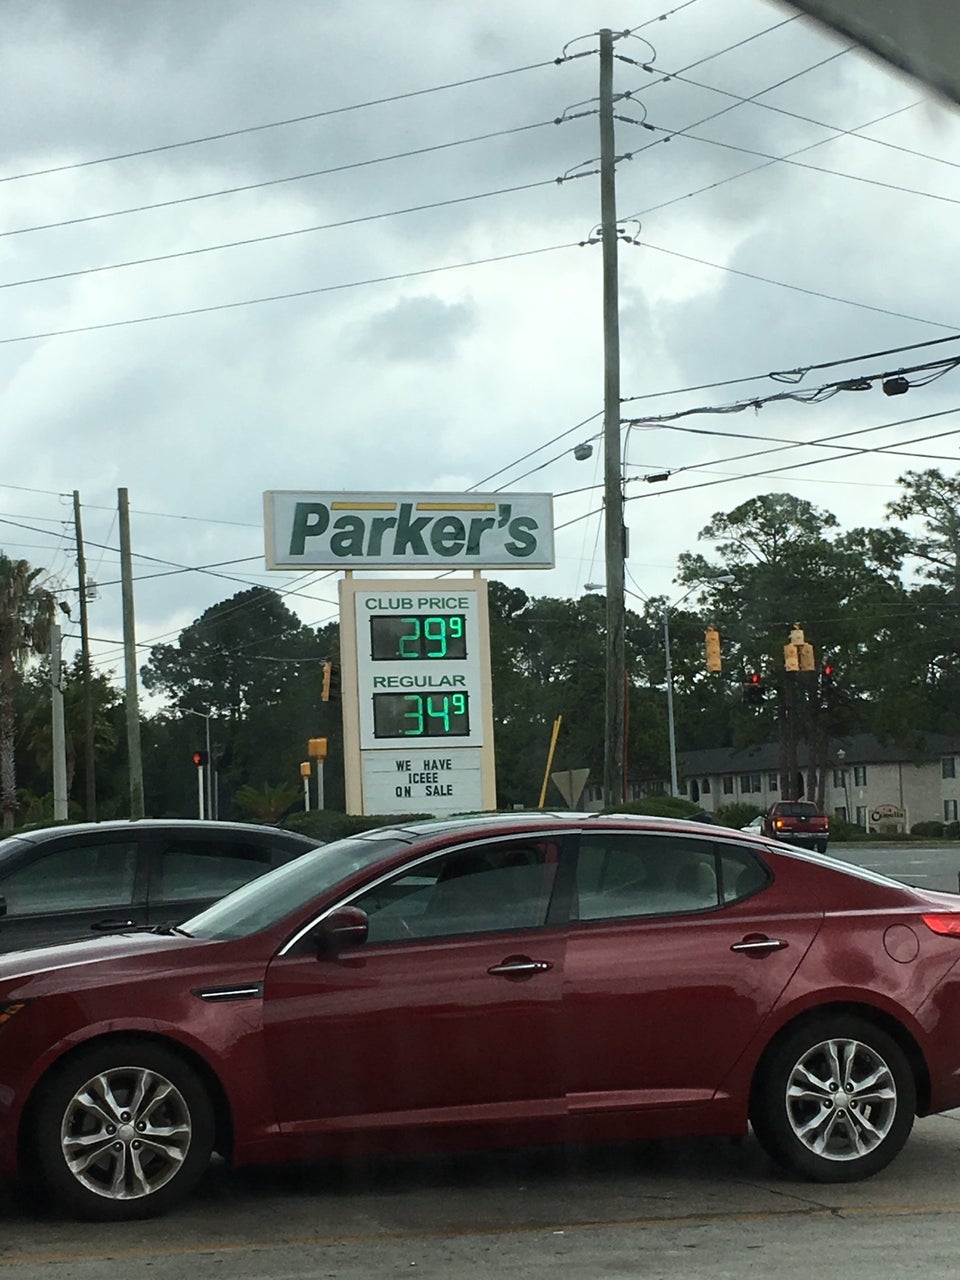 Parker's
CLUB PRICE
29⁹
REGULAR
.34⁹
WE HAVE
ICEEE
ON SALE